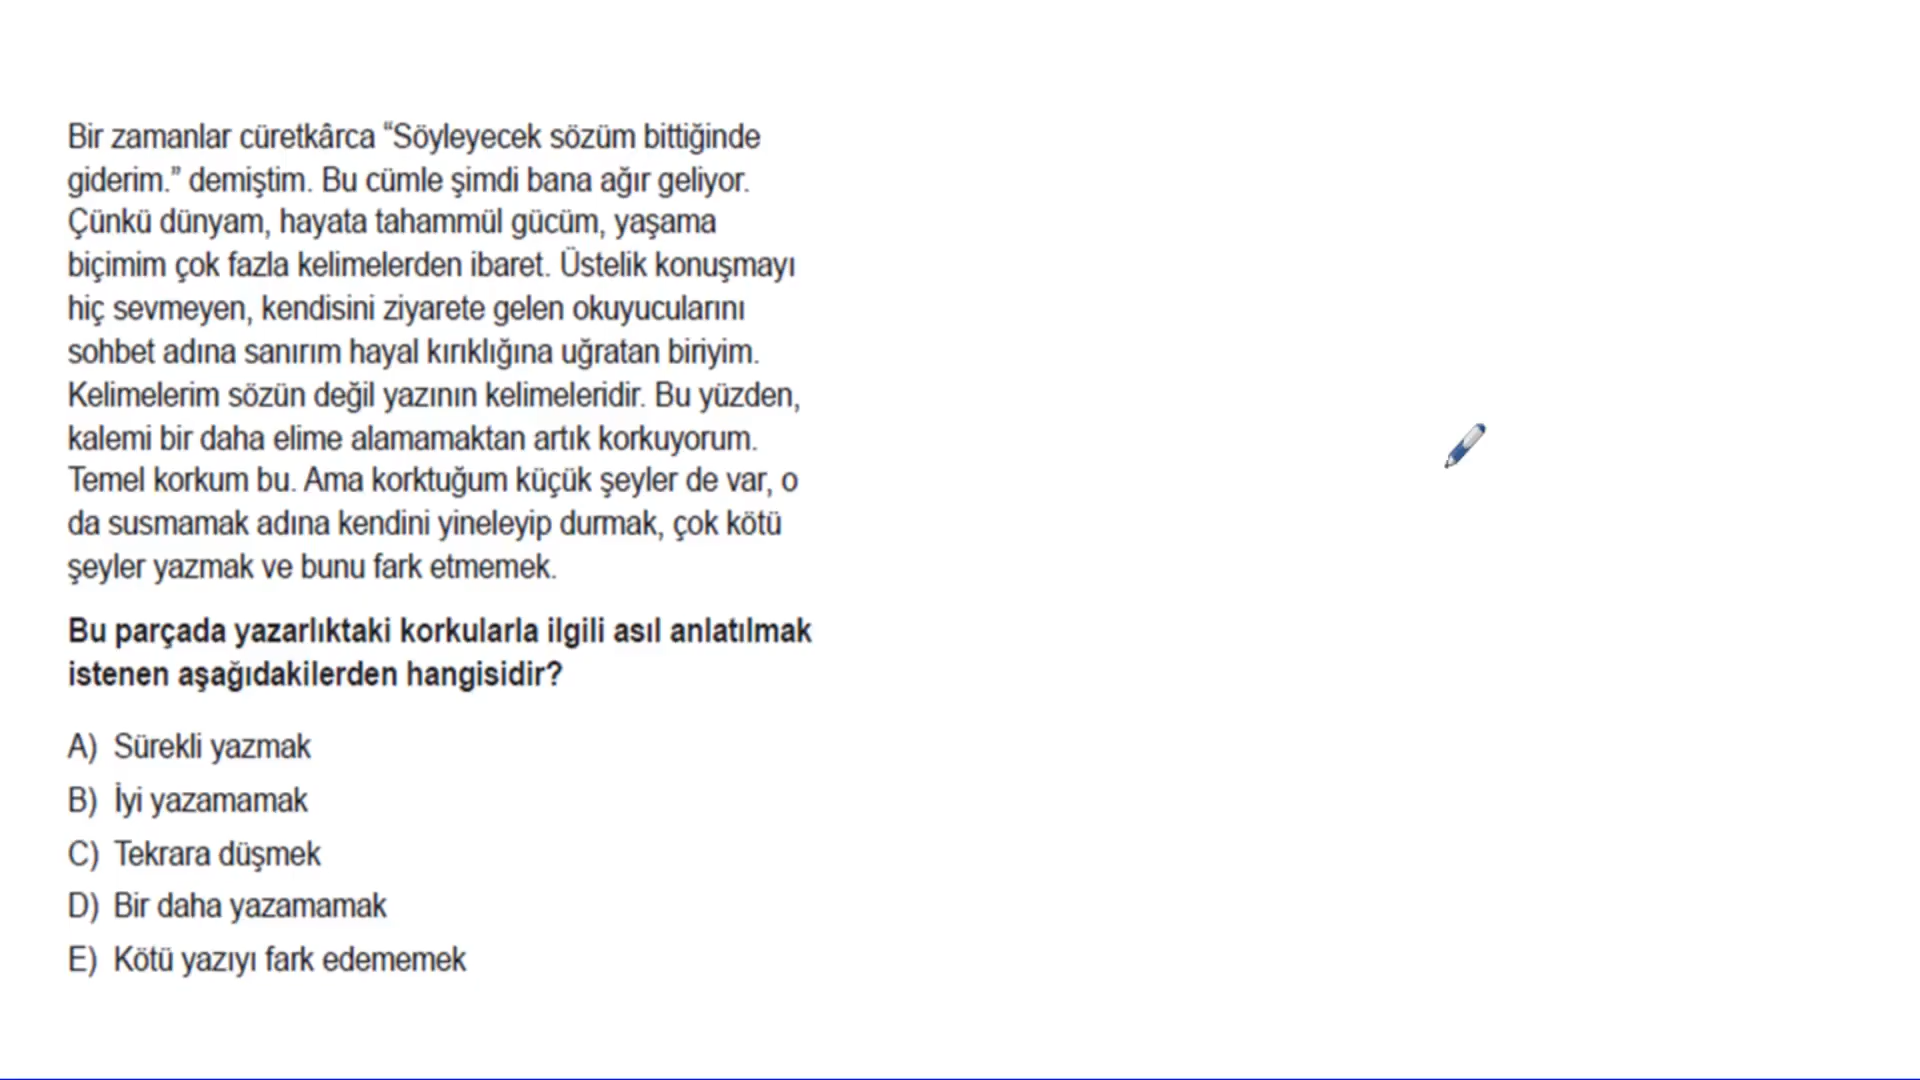 Bir zamanlar cüretkârca “Söyleyecek sözüm bittiğinde
giderim.” demiştim. Bu cümle şimdi bana ağır geliyor.
Çünkü dünyam, hayata tahammül gücüm, yaşama
biçimim çok fazla kelimelerden ibaret. Üstelik konuşmayı
hiç sevmeyen, kendisini ziyarete gelen okuyucularını
sohbet adına sanırım hayal kırıklığına uğratan biriyim.
Kelimelerim sözün değil yazının kelimeleridir. Bu yüzden,
kalemi bir daha elime alamamaktan artık korkuyorum.
Temel korkum bu. Ama korktuğum küçük şeyler de var, o
da susmamak adına kendini yineleyip durmak, çok kötü
şeyler yazmak ve bunu fark etmemek.
Bu parçada yazarlıktaki korkularla ilgili asıl anlatılmak
istenen aşağıdakilerden hangisidir?
A) Sürekli yazmak
B) İyi yazamamak
C) Tekrara düşmek
D) Bir daha yazamamak
E) Kötü yazıyı fark edememek